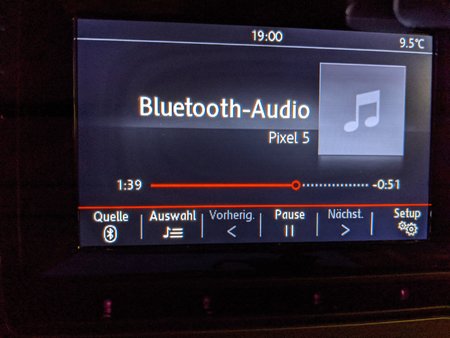 19:00
9.5°C
Bluetooth-Audio
Pixel 5
1:39 -0:51
Quelle Auswahl Vorherig. Pause Nächst. Setup